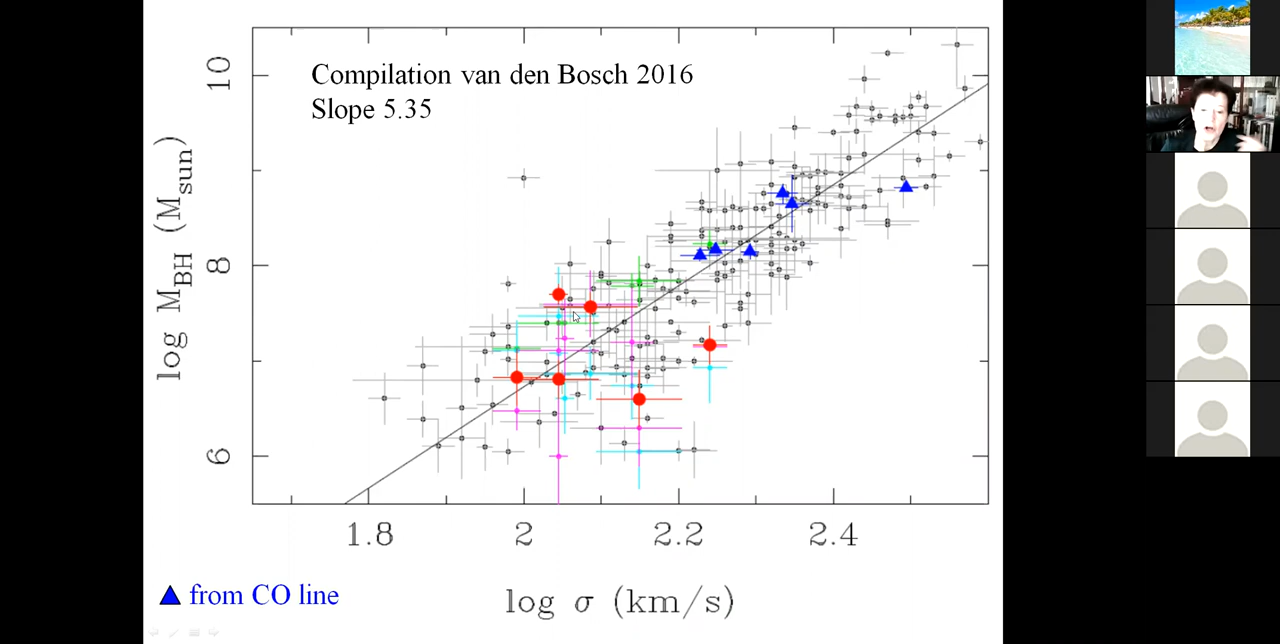 Compilation van den Bosch 2016
Slope 5.35
10
8
6
log M_BH (M_sun)
1.8 2 2.2 2.4
log σ (km/s)
▲ from CO line